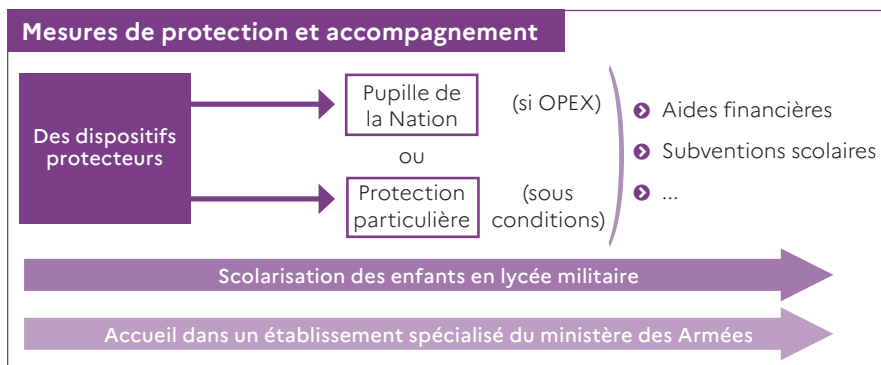 Mesures de protection et accompagnement
Des dispositifs
protecteurs
Pupille de
la Nation
(si OPEX)
ou
Protection
particulière
(sous
conditions)
Aides financières
Subventions scolaires
...
Scolarisation des enfants en lycée militaire
Accueil dans un établissement spécialisé du ministère des Armées